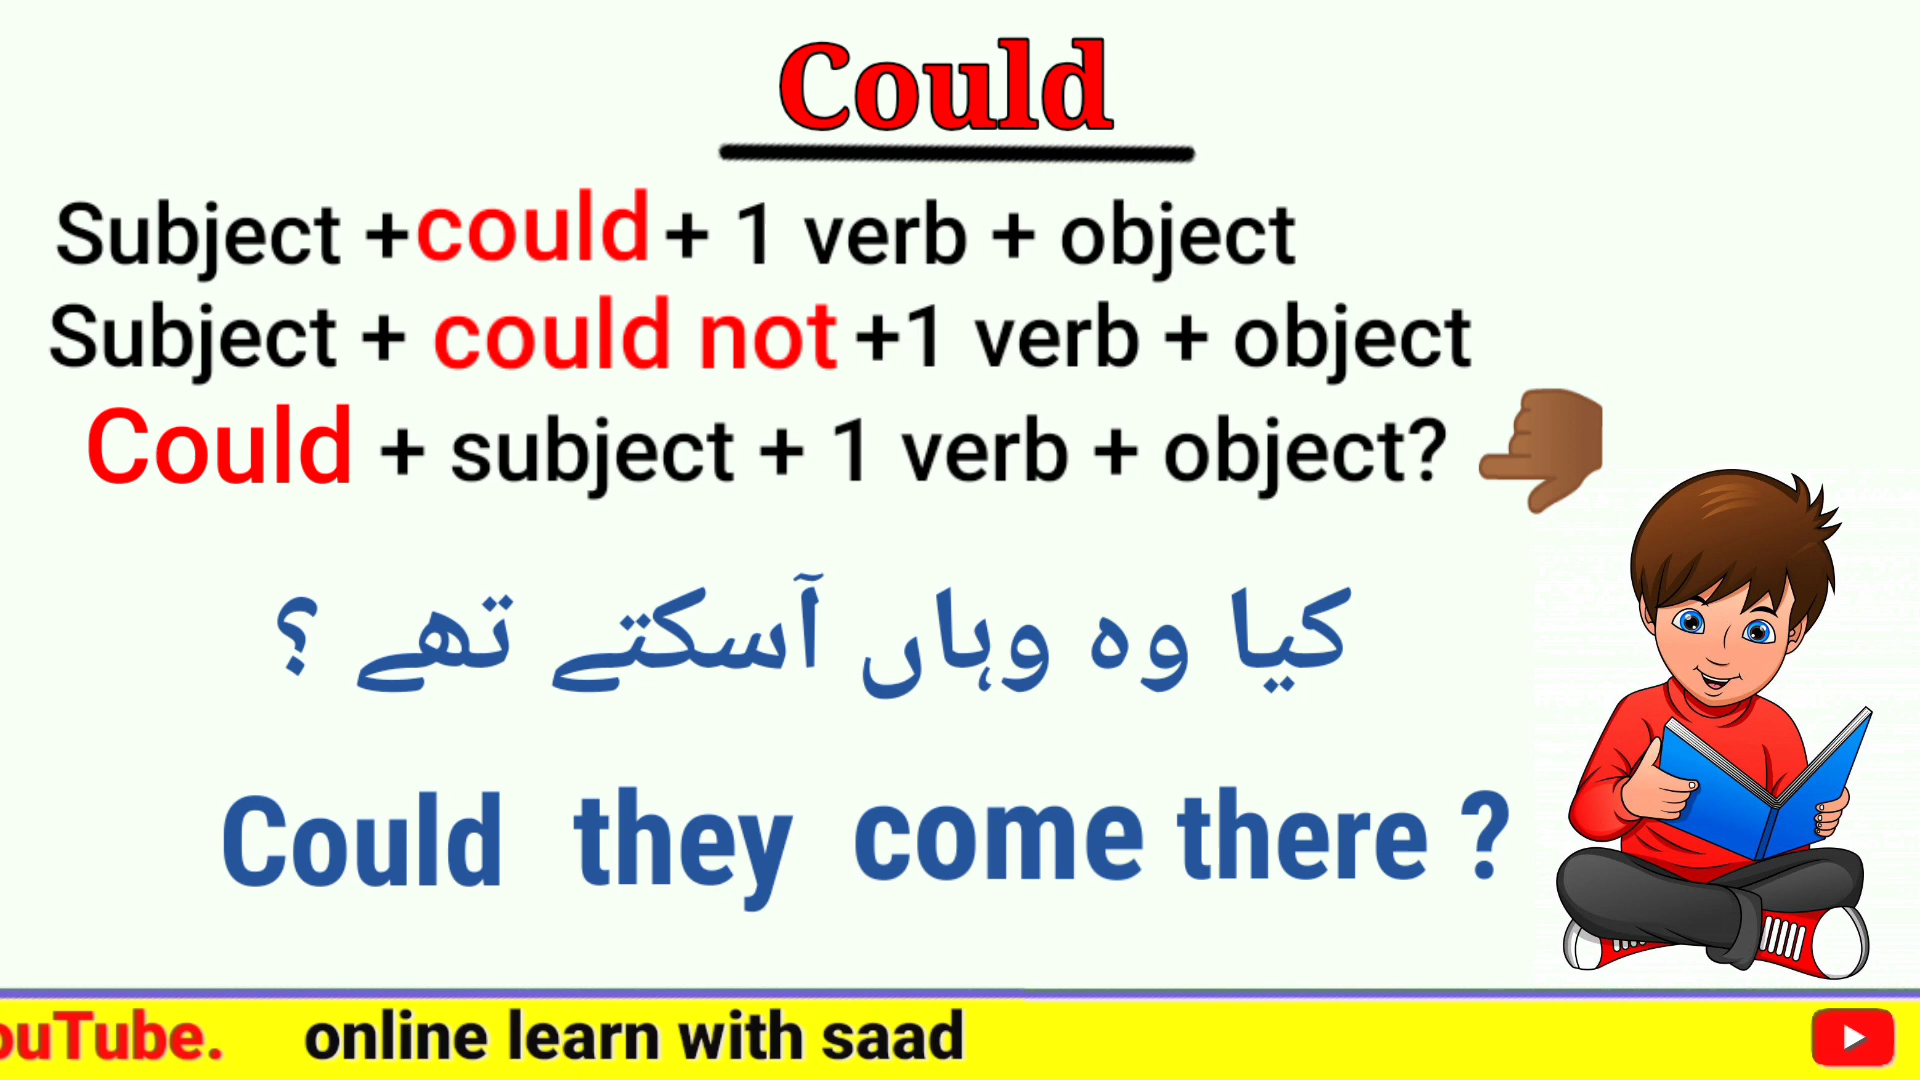 Could
Subject +could+ 1 verb + object
Subject + could not +1 verb + object
Could + subject + 1 verb + object?
کیا وہ وہاں آسکتے تھے ؟
Could they come there ?
ouTube. online learn with saad